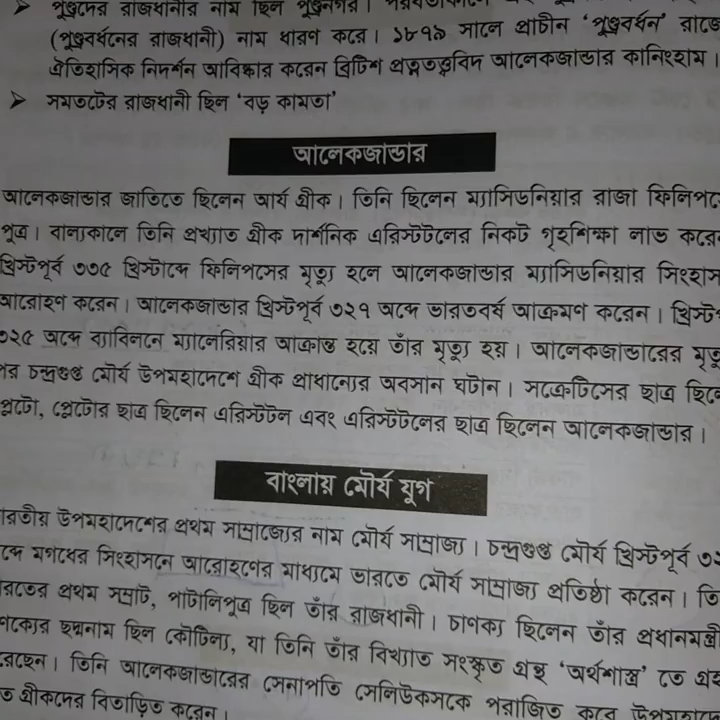 ➤ পুণ্ড্রদের রাজধানীর নাম ছিল পুণ্ড্রনগর। পরবর্তীকালে
(পুণ্ড্রবর্ধনের রাজধানী) নাম ধারণ করে। ১৮৭৯ সালে প্রাচীন ‘পুণ্ড্রবর্ধন’ রাজ্যে
ঐতিহাসিক নিদর্শন আবিষ্কার করেন ব্রিটিশ প্রত্নতত্ত্ববিদ আলেকজান্ডার কানিংহাম।
➤ সমতটের রাজধানী ছিল ‘বড় কামতা’
আলেকজান্ডার
আলেকজান্ডার জাতিতে ছিলেন আর্য গ্রীক। তিনি ছিলেন ম্যাসিডনিয়ার রাজা ফিলিপসে
পুত্র। বাল্যকালে তিনি প্রখ্যাত গ্রীক দার্শনিক এরিস্টটলের নিকট গৃহশিক্ষা লাভ করেন
খ্রিস্টপূর্ব ৩৩৫ খ্রিস্টাব্দে ফিলিপসের মৃত্যু হলে আলেকজান্ডার ম্যাসিডনিয়ার সিংহাস
আরোহণ করেন। আলেকজান্ডার খ্রিস্টপূর্ব ৩২৭ অব্দে ভারতবর্ষ আক্রমণ করেন। খ্রিস্টপ
৩২৫ অব্দে ব্যাবিলনে ম্যালেরিয়ার আক্রান্ত হয়ে তাঁর মৃত্যু হয়। আলেকজান্ডারের মৃত্যু
পর চন্দ্রগুপ্ত মৌর্য উপমহাদেশে গ্রীক প্রাধান্যের অবসান ঘটান। সক্রেটিসের ছাত্র ছিলে
প্লেটো, প্লেটোর ছাত্র ছিলেন এরিস্টটল এবং এরিস্টটলের ছাত্র ছিলেন আলেকজান্ডার।
বাংলায় মৌর্য যুগ
ারতীয় উপমহাদেশের প্রথম সাম্রাজ্যের নাম মৌর্য সাম্রাজ্য। চন্দ্রগুপ্ত মৌর্য খ্রিস্টপূর্ব ৩২
ব্দে মগধের সিংহাসনে আরোহণের মাধ্যমে ভারতে মৌর্য সাম্রাজ্য প্রতিষ্ঠা করেন। তি
ারতের প্রথম সম্রাট, পাটালিপুত্র ছিল তাঁর রাজধানী। চাণক্য ছিলেন তাঁর প্রধানমন্ত্রী
ণক্যের ছদ্মনাম ছিল কৌটিল্য, যা তিনি তাঁর বিখ্যাত সংস্কৃত গ্রন্থ ‘অর্থশাস্ত্র’ তে গ্রহ
রেছেন। তিনি আলেকজান্ডারের সেনাপতি সেলিউকসকে পরাজিত করে উপমহাদে
ত গ্রীকদের বিতাড়িত করেন।